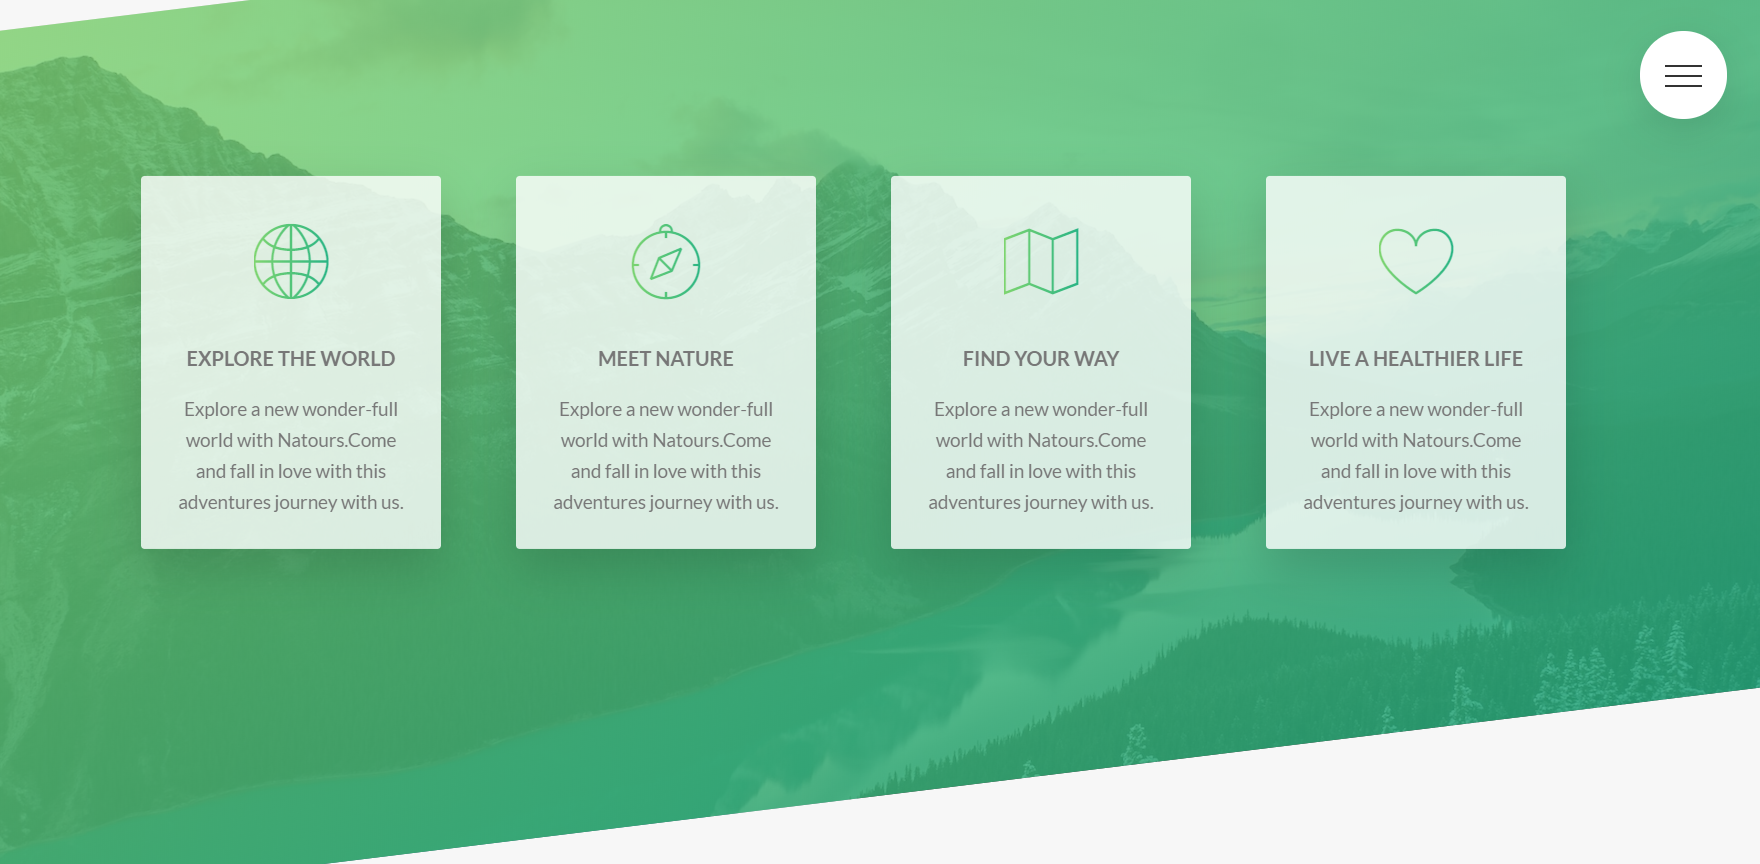 EXPLORE THE WORLD
Explore a new wonder-full
world with Natours.Come
and fall in love with this
adventures journey with us.
MEET NATURE
Explore a new wonder-full
world with Natours.Come
and fall in love with this
adventures journey with us.
FIND YOUR WAY
Explore a new wonder-full
world with Natours.Come
and fall in love with this
adventures journey with us.
LIVE A HEALTHIER LIFE
Explore a new wonder-full
world with Natours.Come
and fall in love with this
adventures journey with us.